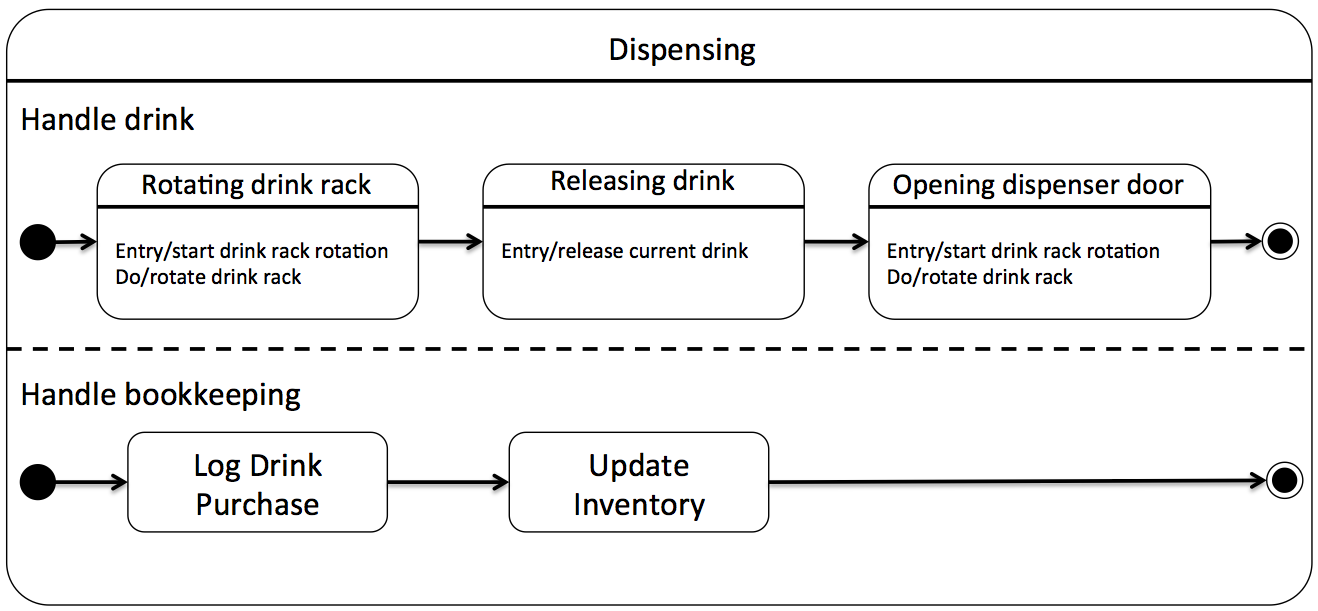 Dispensing
Handle drink
Rotating drink rack
Entry/start drink rack rotation
Do/rotate drink rack
Releasing drink
Entry/release current drink
Opening dispenser door
Entry/start drink rack rotation
Do/rotate drink rack
Handle bookkeeping
Log Drink
Purchase
Update
Inventory